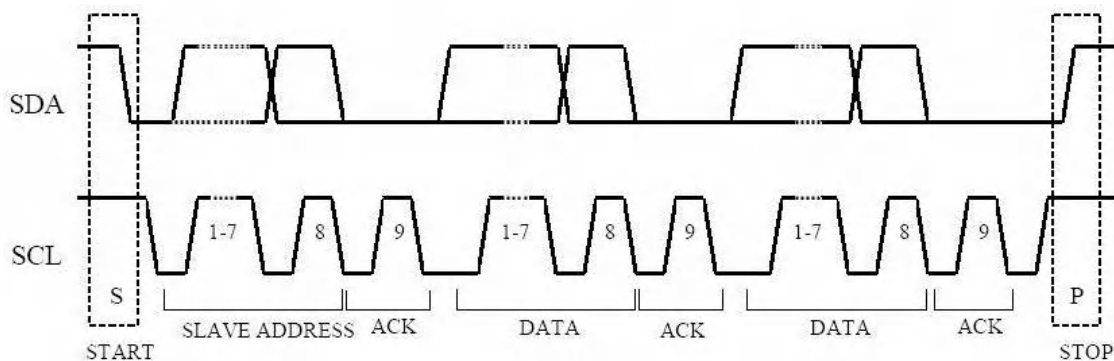 SDA
SCL
1-7 8 9 1-7 8 9 1-7 8 9
S P
SLAVE ADDRESS ACK DATA ACK DATA ACK
START STOP